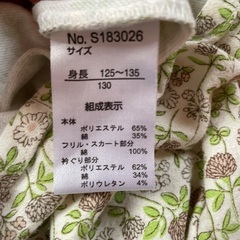 No. S183026
サイズ
身長 125〜135
130
組成表示
本体
ポリエステル 65%
綿 35%
フリル・スカート部分
綿 100%
衿ぐり部分
ポリエステル 62%
綿 34%
ポリウレタン 4%